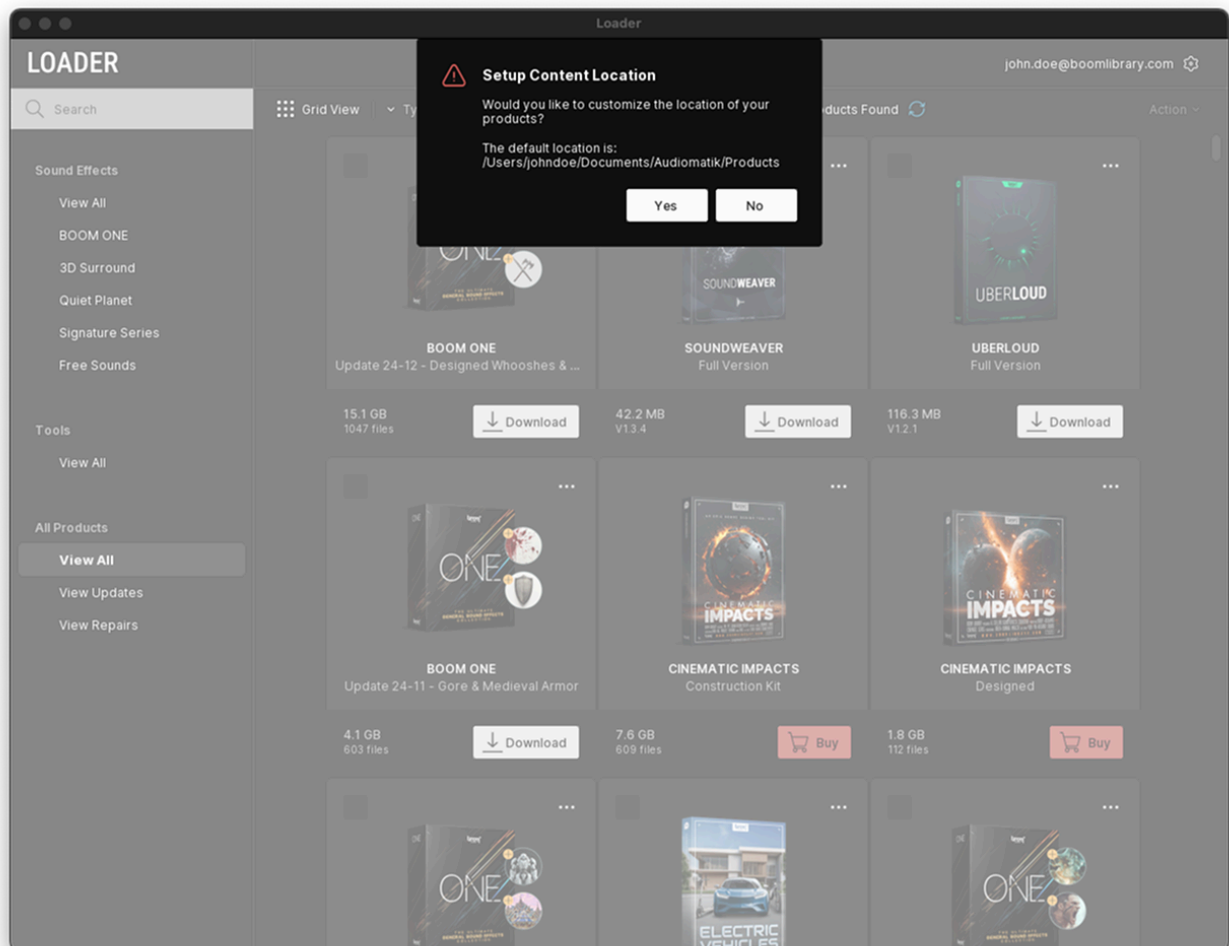 Loader
LOADER
john.doe@boomlibrary.com
Search
Grid View
Ty
oducts Found
Action
Setup Content Location
Would you like to customize the location of your
products?
The default location is:
/Users/johndoe/Documents/Audiomatik/Products
Yes
No
Sound Effects
View All
BOOM ONE
3D Surround
Quiet Planet
Signature Series
Free Sounds
Tools
View All
All Products
View All
View Updates
View Repairs
ONE
SOUNDWEAVER
UBERLOUD
BOOM ONE
Update 24-12 - Designed Whooshes & ...
15.1 GB
1047 files
Download
SOUNDWEAVER
Full Version
42.2 MB
V1.3.4
Download
UBERLOUD
Full Version
116.3 MB
V1.2.1
Download
ONE
CINEMATIC
IMPACTS
CINEMATIC
IMPACTS
BOOM ONE
Update 24-11 - Gore & Medieval Armor
4.1 GB
603 files
Download
CINEMATIC IMPACTS
Construction Kit
7.6 GB
609 files
Buy
CINEMATIC IMPACTS
Designed
1.8 GB
112 files
Buy
ONE
ELECTRIC
VEHICLES
ONE